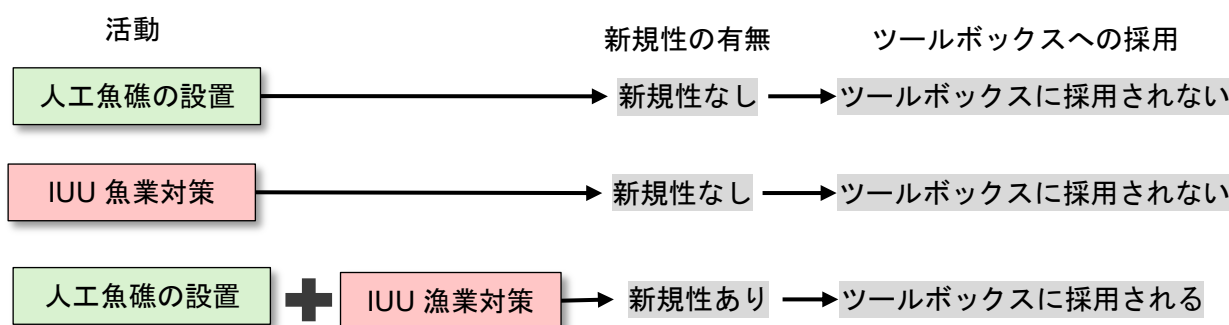 活動 新規性の有無 ツールボックスへの採用
人工魚礁の設置 新規性なし ツールボックスに採用されない
IUU 魚業対策 新規性なし ツールボックスに採用されない
人工魚礁の設置 IUU 漁業対策 新規性あり ツールボックスに採用される